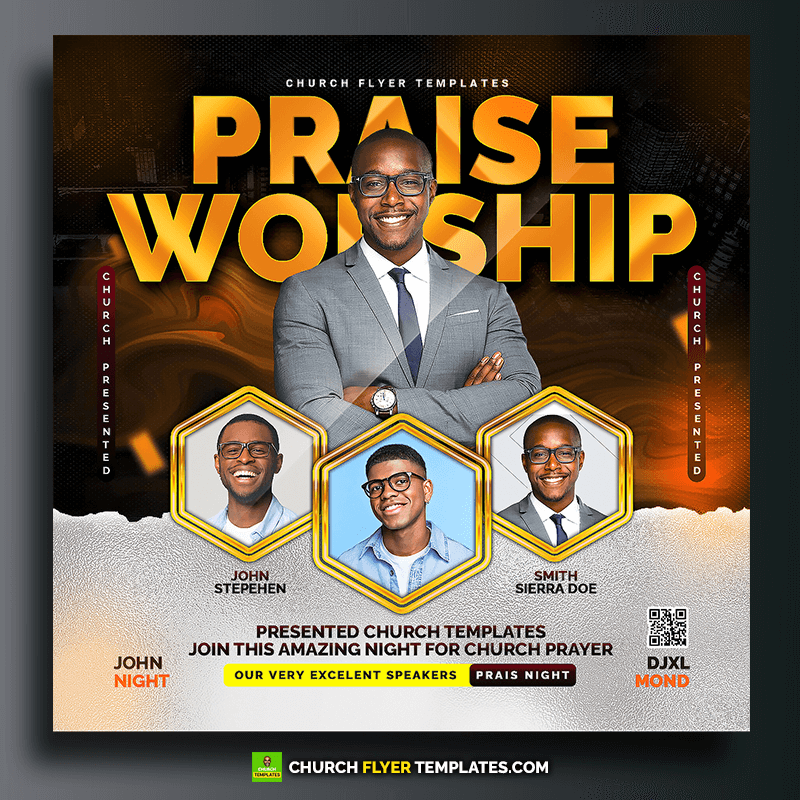 CHURCH FLYER TEMPLATES
PRAISE
WORSHIP
CHURCH PRESENTED
CHURCH PRESENTED
JOHN
STEPEHEN
SMITH
SIERRA DOE
PRESENTED CHURCH TEMPLATES
JOIN THIS AMAZING NIGHT FOR CHURCH PRAYER
JOHN
NIGHT
OUR VERY EXCELENT SPEAKERS
PRAIS NIGHT
DJXL
MOND
CHURCH
TEMPLATES
CHURCH FLYER TEMPLATES.COM